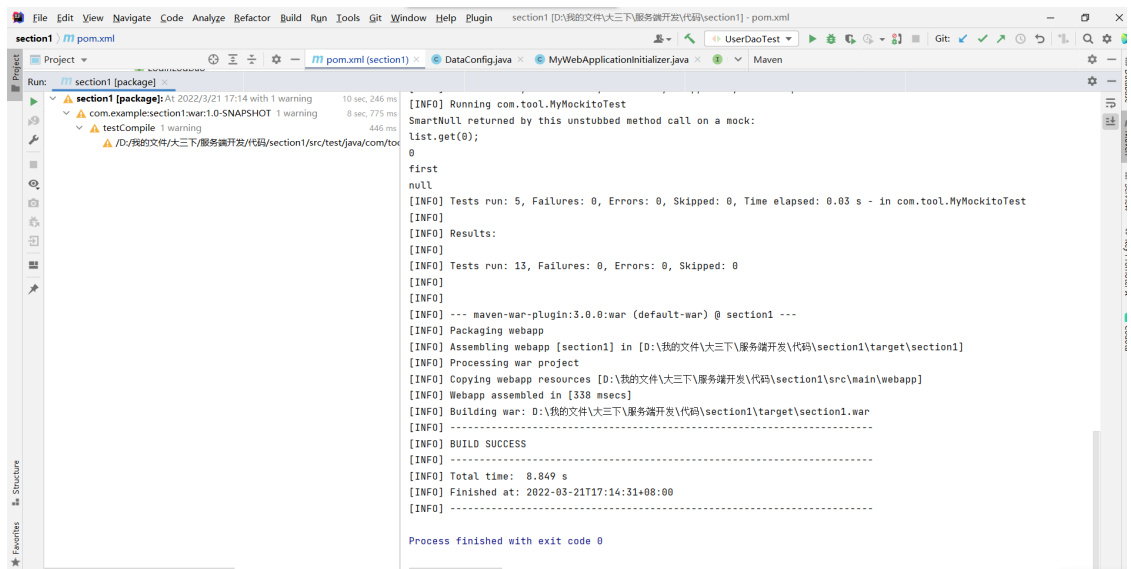 File Edit View Navigate Code Analyze Refactor Build Run Tools Git Window Help Plugin section1 [D:\我的文件\大三下\服务端开发\代码\section1] - pom.xml
section1 m pom.xml UserDaoTest Git:
Project m pom.xml (section1) DataConfig.java MyWebApplicationInitializer.java Maven
Project
Run: m section1 [package]
section1 [package]: At 2022/3/21 17:14 with 1 warning 10 sec, 246 ms
com.example:section1:war:1.0-SNAPSHOT 1 warning 8 sec, 775 ms
testCompile 1 warning 446 ms
/D:/我的文件/大三下/服务端开发/代码/section1/src/test/java/com/too
[INFO] Running com.tool.MyMockitoTest
SmartNull returned by this unstubbed method call on a mock:
list.get(0);
0
first
null
[INFO] Tests run: 5, Failures: 0, Errors: 0, Skipped: 0, Time elapsed: 0.03 s - in com.tool.MyMockitoTest
[INFO]
[INFO] Results:
[INFO]
[INFO] Tests run: 13, Failures: 0, Errors: 0, Skipped: 0
[INFO]
[INFO]
[INFO] --- maven-war-plugin:3.0.0:war (default-war) @ section1 ---
[INFO] Packaging webapp
[INFO] Assembling webapp [section1] in [D:\我的文件\大三下\服务端开发\代码\section1\target\section1]
[INFO] Processing war project
[INFO] Copying webapp resources [D:\我的文件\大三下\服务端开发\代码\section1\src\main\webapp]
[INFO] Webapp assembled in [338 msecs]
[INFO] Building war: D:\我的文件\大三下\服务端开发\代码\section1\target\section1.war
[INFO] ------------------------------------------------------------------------
[INFO] BUILD SUCCESS
[INFO] ------------------------------------------------------------------------
[INFO] Total time:  8.849 s
[INFO] Finished at: 2022-03-21T17:14:31+08:00
[INFO] ------------------------------------------------------------------------
Process finished with exit code 0
Structure
Favorites